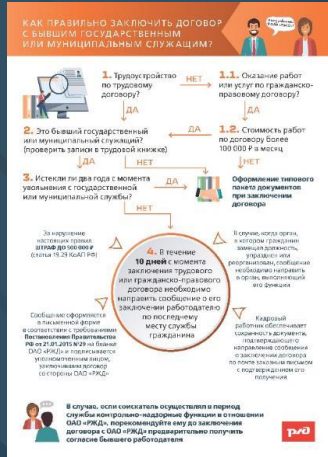 КАК ПРАВИЛЬНО ЗАКЛЮЧИТЬ ДОГОВОР
С БЫВШИМ ГОСУДАРСТВЕННЫМ
ИЛИ МУНИЦИПАЛЬНЫМ СЛУЖАЩИМ?
1. Трудоустройство
по трудовому
договору?
НЕТ
1.1. Оказание работ
или услуг по гражданско-
правовому договору?
ДА
ДА
2. Это бывший государственный
или муниципальный служащий?
(проверить записи в трудовой книжке)
ДА
1.2. Стоимость работ
по договору более
100 000 ₽ в месяц
ДА
НЕТ
НЕТ
3. Истекли ли два года с момента
увольнения с государственной
или муниципальной службы?
ДА
Оформление типового
пакета документов
при заключении
договора
НЕТ
За нарушение
настоящих правил
ШТРАФ ДО 500 000 ₽
(статья 19.29 КоАП РФ)
В случае, когда орган,
в котором гражданин
замещал должность,
упразднен или
реорганизован, сообщение
необходимо направить
в орган, выполняющий
его функции
4. В течение
10 дней с момента
заключения трудового
или гражданско-правового
договора необходимо
направить сообщение о его
заключении работодателю
по последнему
месту службы
гражданина
Сообщение оформляется
в письменной форме
в соответствии с требованиями
Постановления Правительства
РФ от 21.01.2015 №29 на бланке
ОАО «РЖД» и подписывается
уполномоченным лицом,
заключившим договор
со стороны ОАО «РЖД»
Кадровый
работник обеспечивает
сохранность документа,
подтверждающего
направление сообщения
о заключении договора
по почте заказным письмом
с подтверждением его
получения
В случае, если соискатель осуществлял в период
службы контрольно-надзорные функции в отношении
ОАО «РЖД», порекомендуйте ему до заключения
договора с ОАО «РЖД» предварительно получить
согласие бывшего работодателя
РЖД